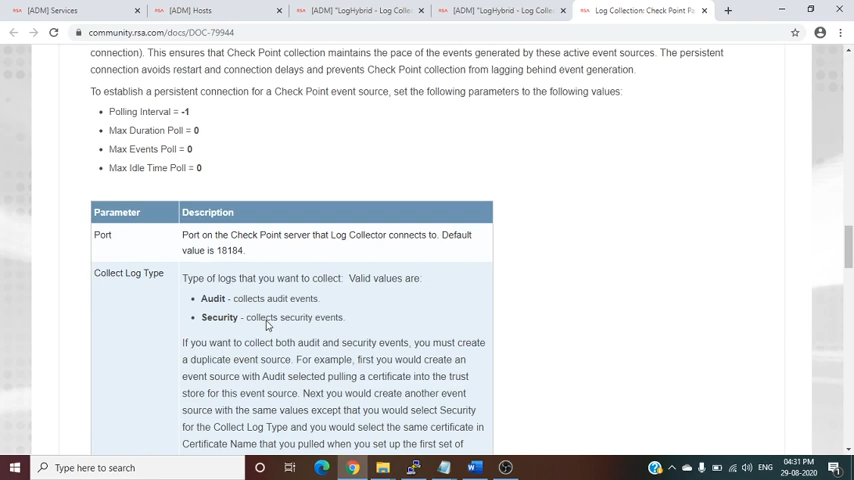 [ADM] Services
[ADM] Hosts
[ADM] "LogHybrid - Log Colle
[ADM] "LogHybrid - Log Collec
Log Collection: Check Point Pa
community.rsa.com/docs/DOC-79944
connection). This ensures that Check Point collection maintains the pace of the events generated by these active event sources. The persistent
connection avoids restart and connection delays and prevents Check Point collection from lagging behind event generation.
To establish a persistent connection for a Check Point event source, set the following parameters to the following values:
• Polling Interval = -1
• Max Duration Poll = 0
• Max Events Poll = 0
• Max Idle Time Poll = 0
Parameter Description
Port Port on the Check Point server that Log Collector connects to. Default
value is 18184.
Collect Log Type Type of logs that you want to collect: Valid values are:
• Audit - collects audit events.
• Security - collects security events.
If you want to collect both audit and security events, you must create
a duplicate event source. For example, first you would create an
event source with Audit selected pulling a certificate into the trust
store for this event source. Next you would create another event
source with the same values except that you would select Security
for the Collect Log Type and you would select the same certificate in
Certificate Name that you pulled when you set up the first set of
Type here to search
ENG
04:31 PM
29-08-2020